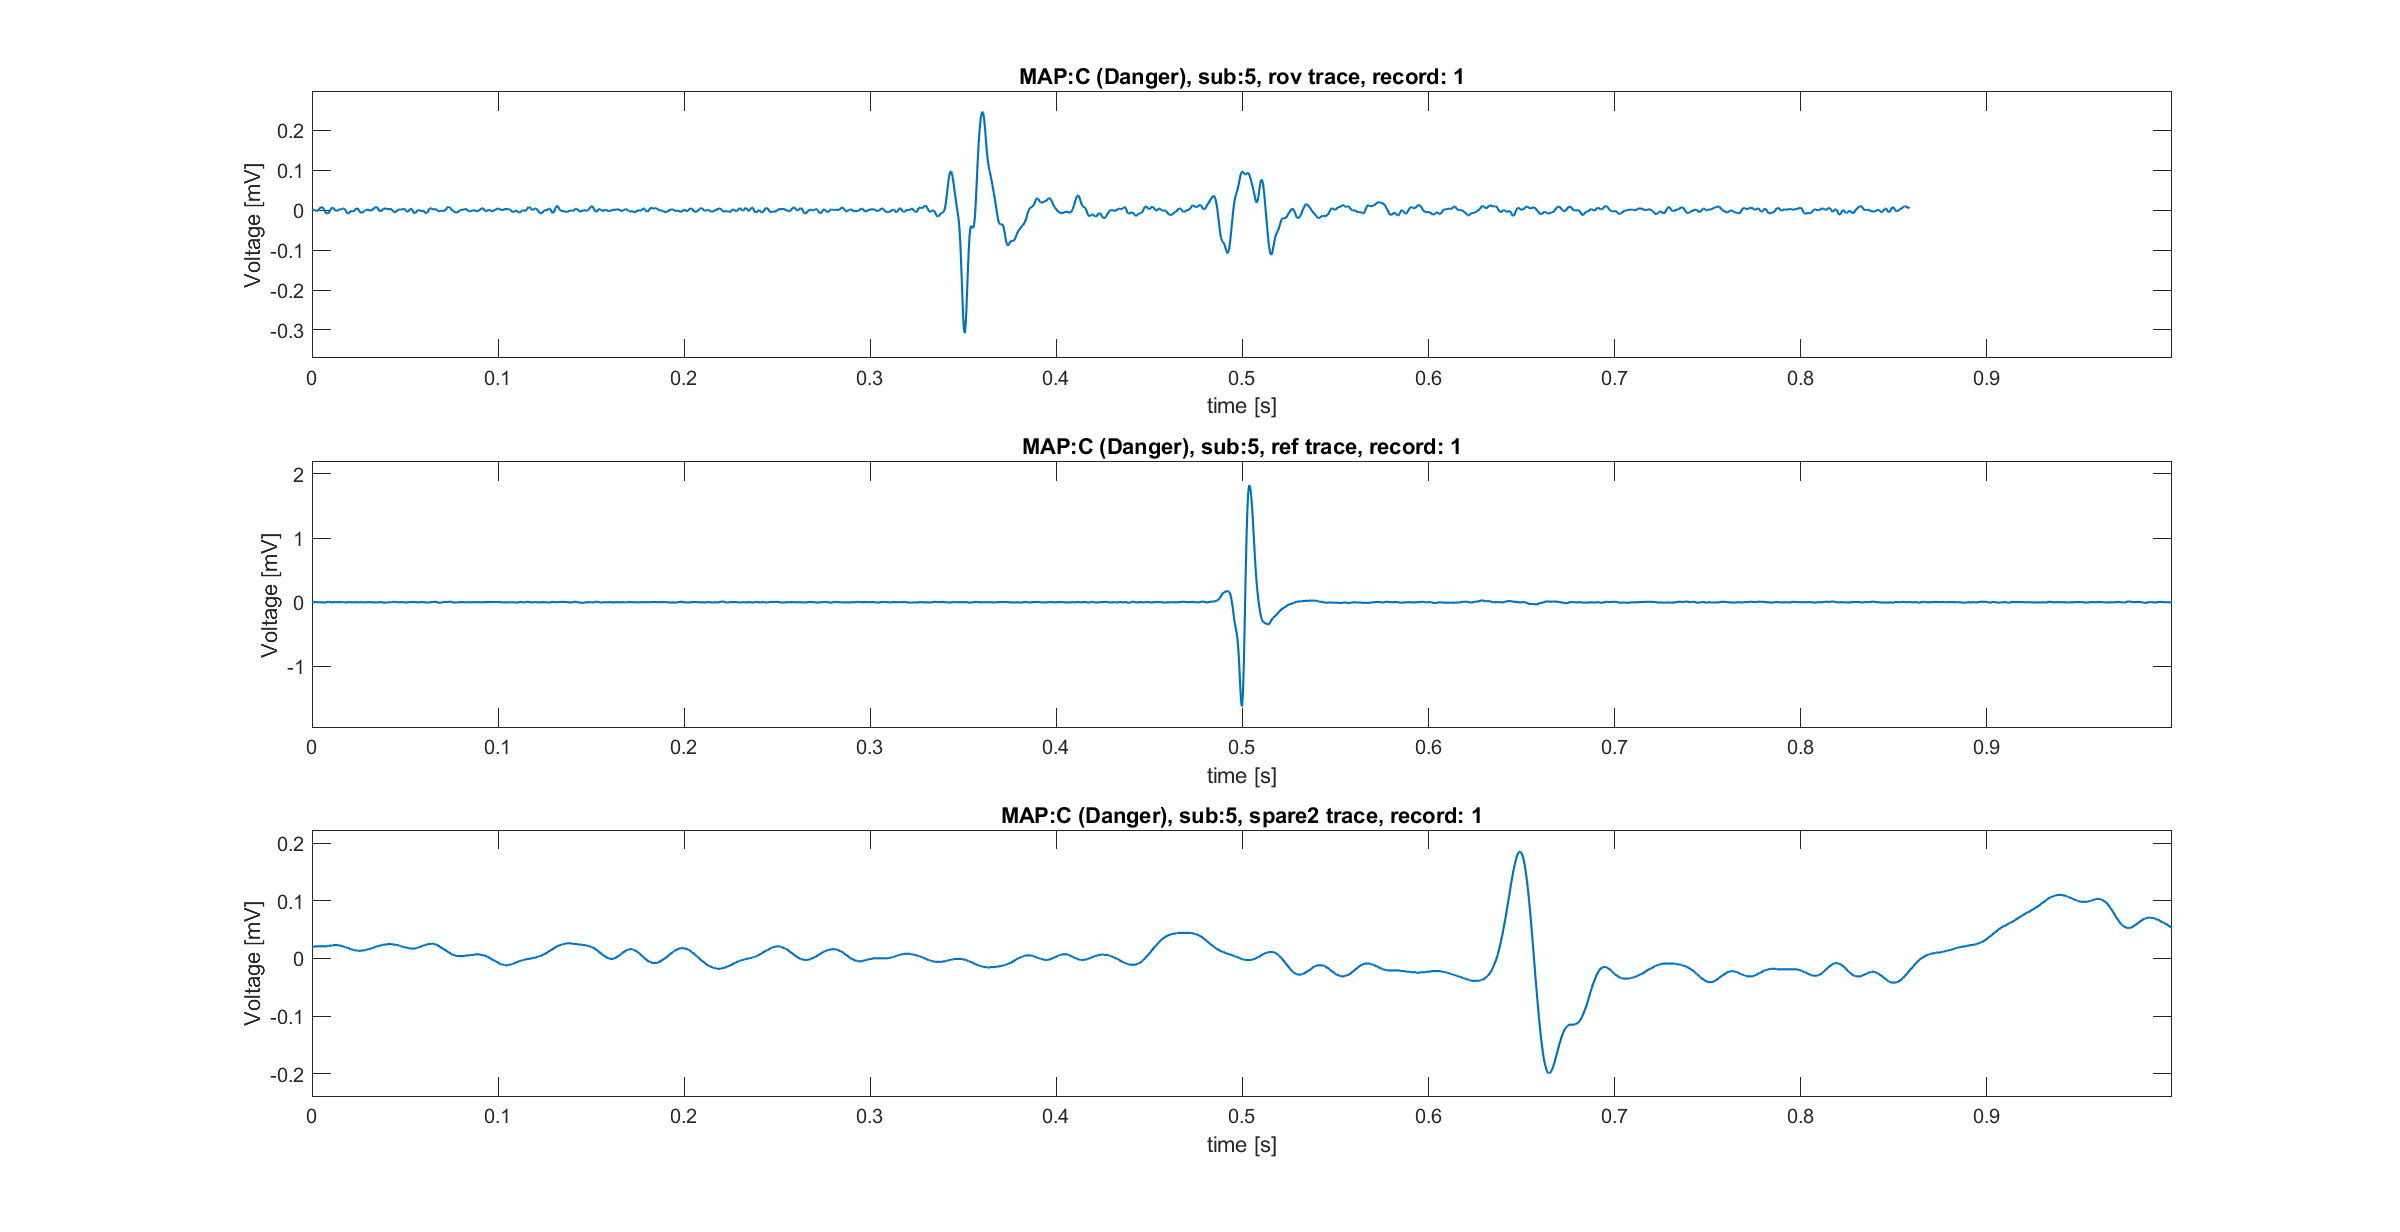 MAP:C (Danger), sub:5, rov trace, record: 1
0.2
0.1
0
-0.1
-0.2
-0.3
Voltage [mV]
0 0.1 0.2 0.3 0.4 0.5 0.6 0.7 0.8 0.9
time [s]
MAP:C (Danger), sub:5, ref trace, record: 1
2
1
0
-1
Voltage [mV]
0 0.1 0.2 0.3 0.4 0.5 0.6 0.7 0.8 0.9
time [s]
MAP:C (Danger), sub:5, spare2 trace, record: 1
0.2
0.1
0
-0.1
-0.2
Voltage [mV]
0 0.1 0.2 0.3 0.4 0.5 0.6 0.7 0.8 0.9
time [s]